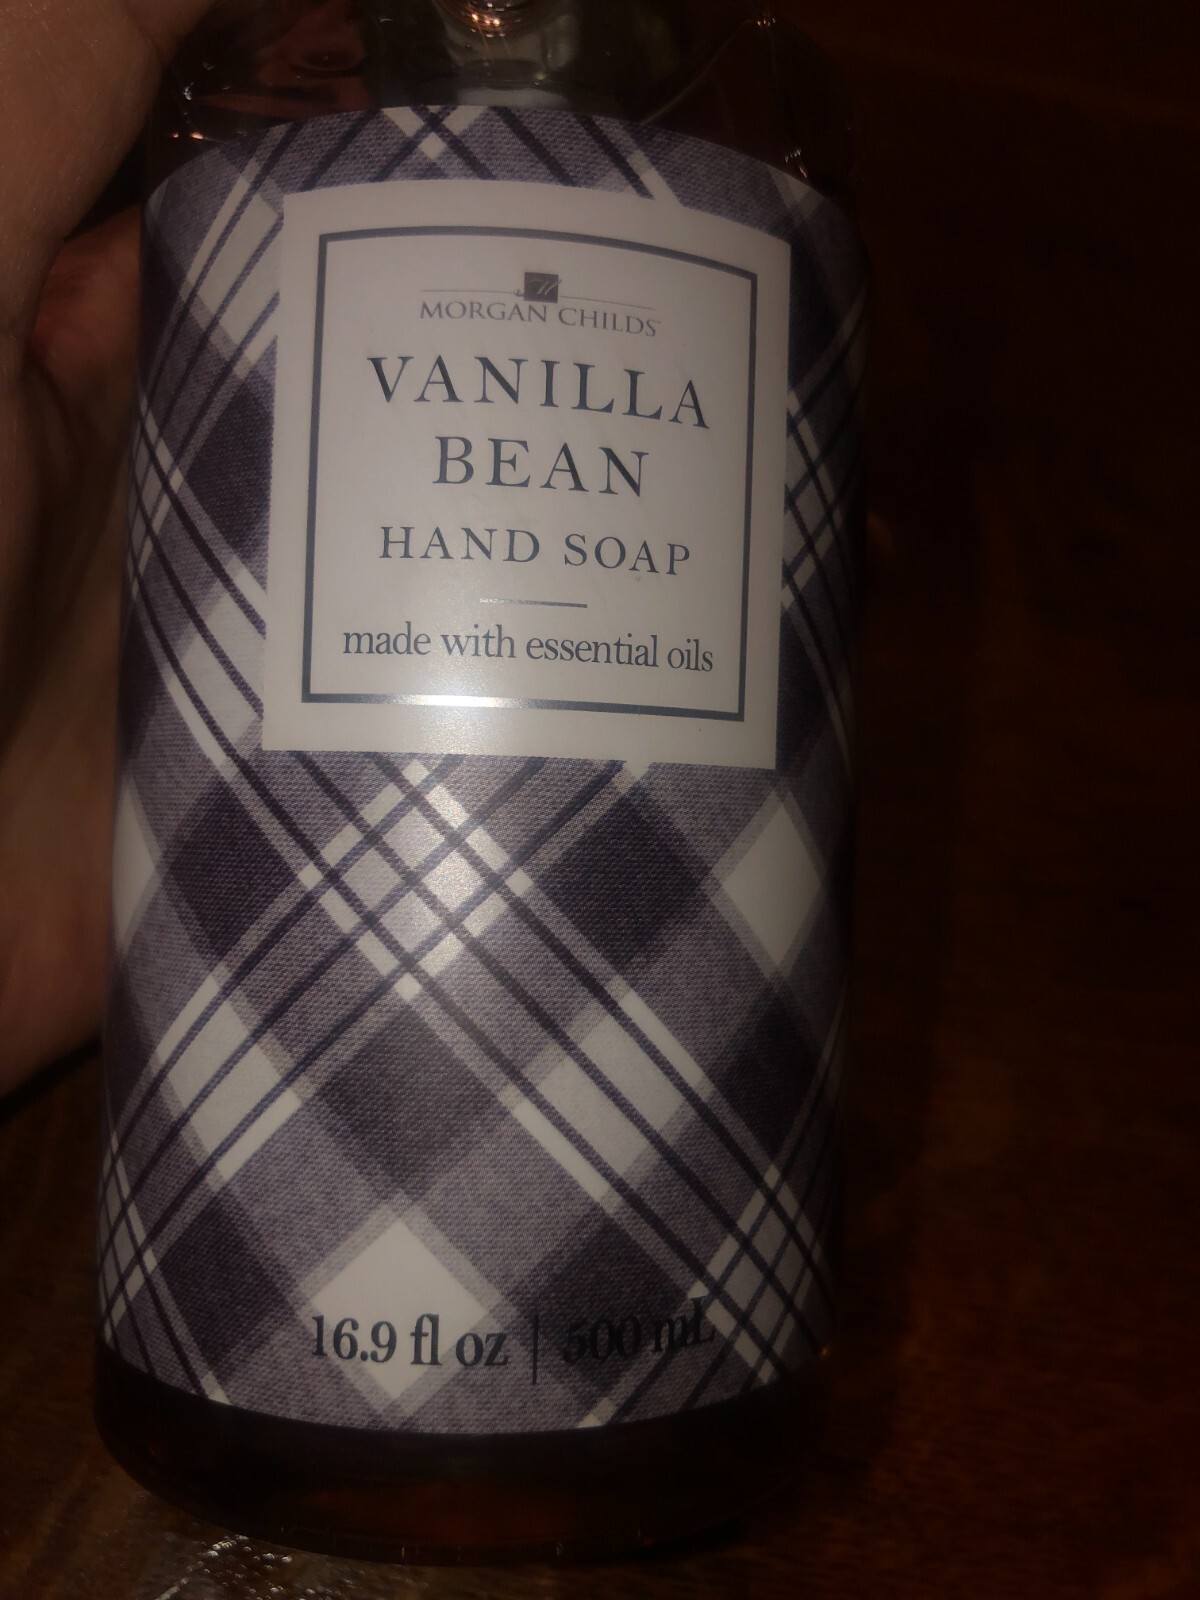 MORGAN CHILDS
VANILLA
BEAN
HAND SOAP
made with essential oils
16.9 fl oz | 500 mL